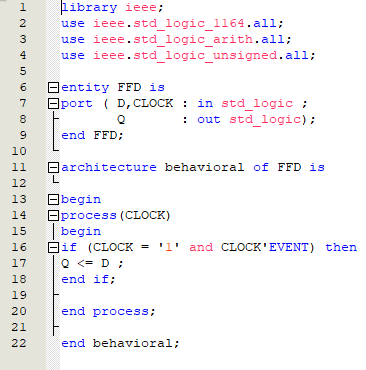 1 library ieee;
2 use ieee.std_logic_1164.all;
3 use ieee.std_logic_arith.all;
4 use ieee.std_logic_unsigned.all;
5
6 entity FFD is
7 port ( D,CLOCK : in std_logic ;
8 Q : out std_logic);
9 end FFD;
10
11 architecture behavioral of FFD is
12
13 begin
14 process(CLOCK)
15 begin
16 if (CLOCK = '1' and CLOCK'EVENT) then
17 Q <= D ;
18 end if;
19
20 end process;
21
22 end behavioral;